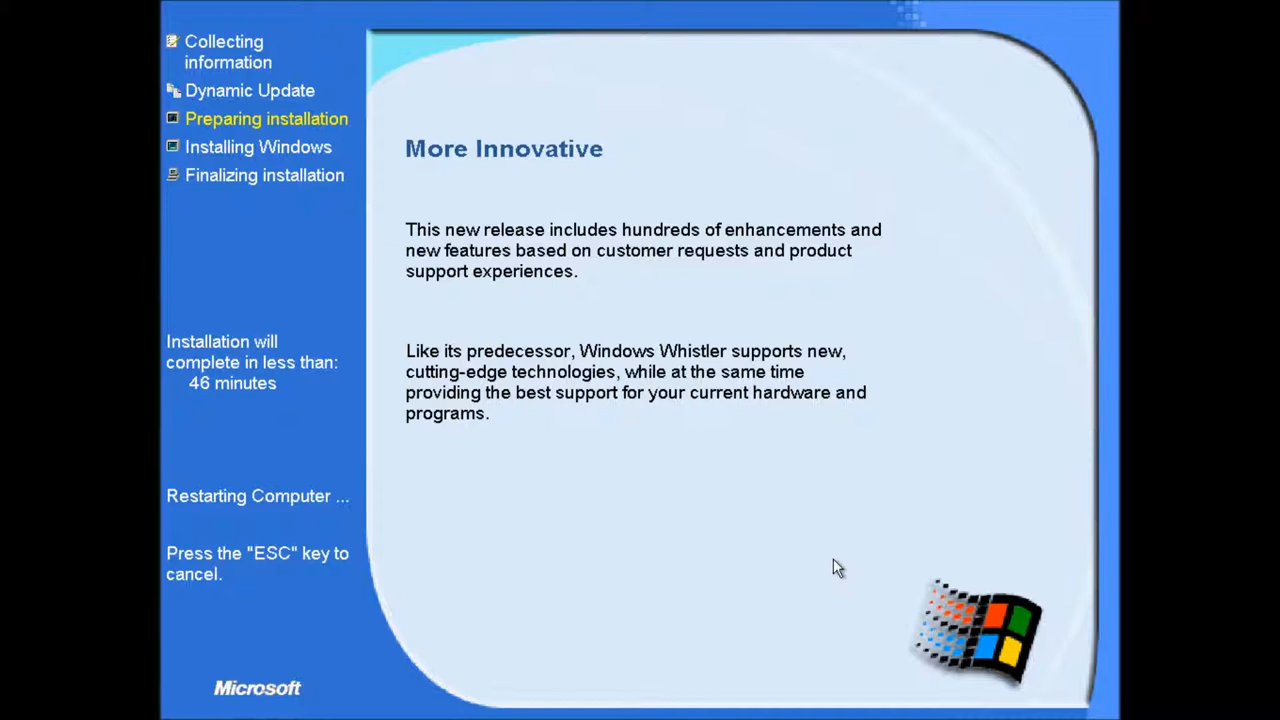 Collecting
information
Dynamic Update
Preparing installation
Installing Windows
Finalizing installation
Installation will
complete in less than:
46 minutes
Restarting Computer ...
Press the "ESC" key to
cancel.
Microsoft
More Innovative
This new release includes hundreds of enhancements and
new features based on customer requests and product
support experiences.
Like its predecessor, Windows Whistler supports new,
cutting-edge technologies, while at the same time
providing the best support for your current hardware and
programs.